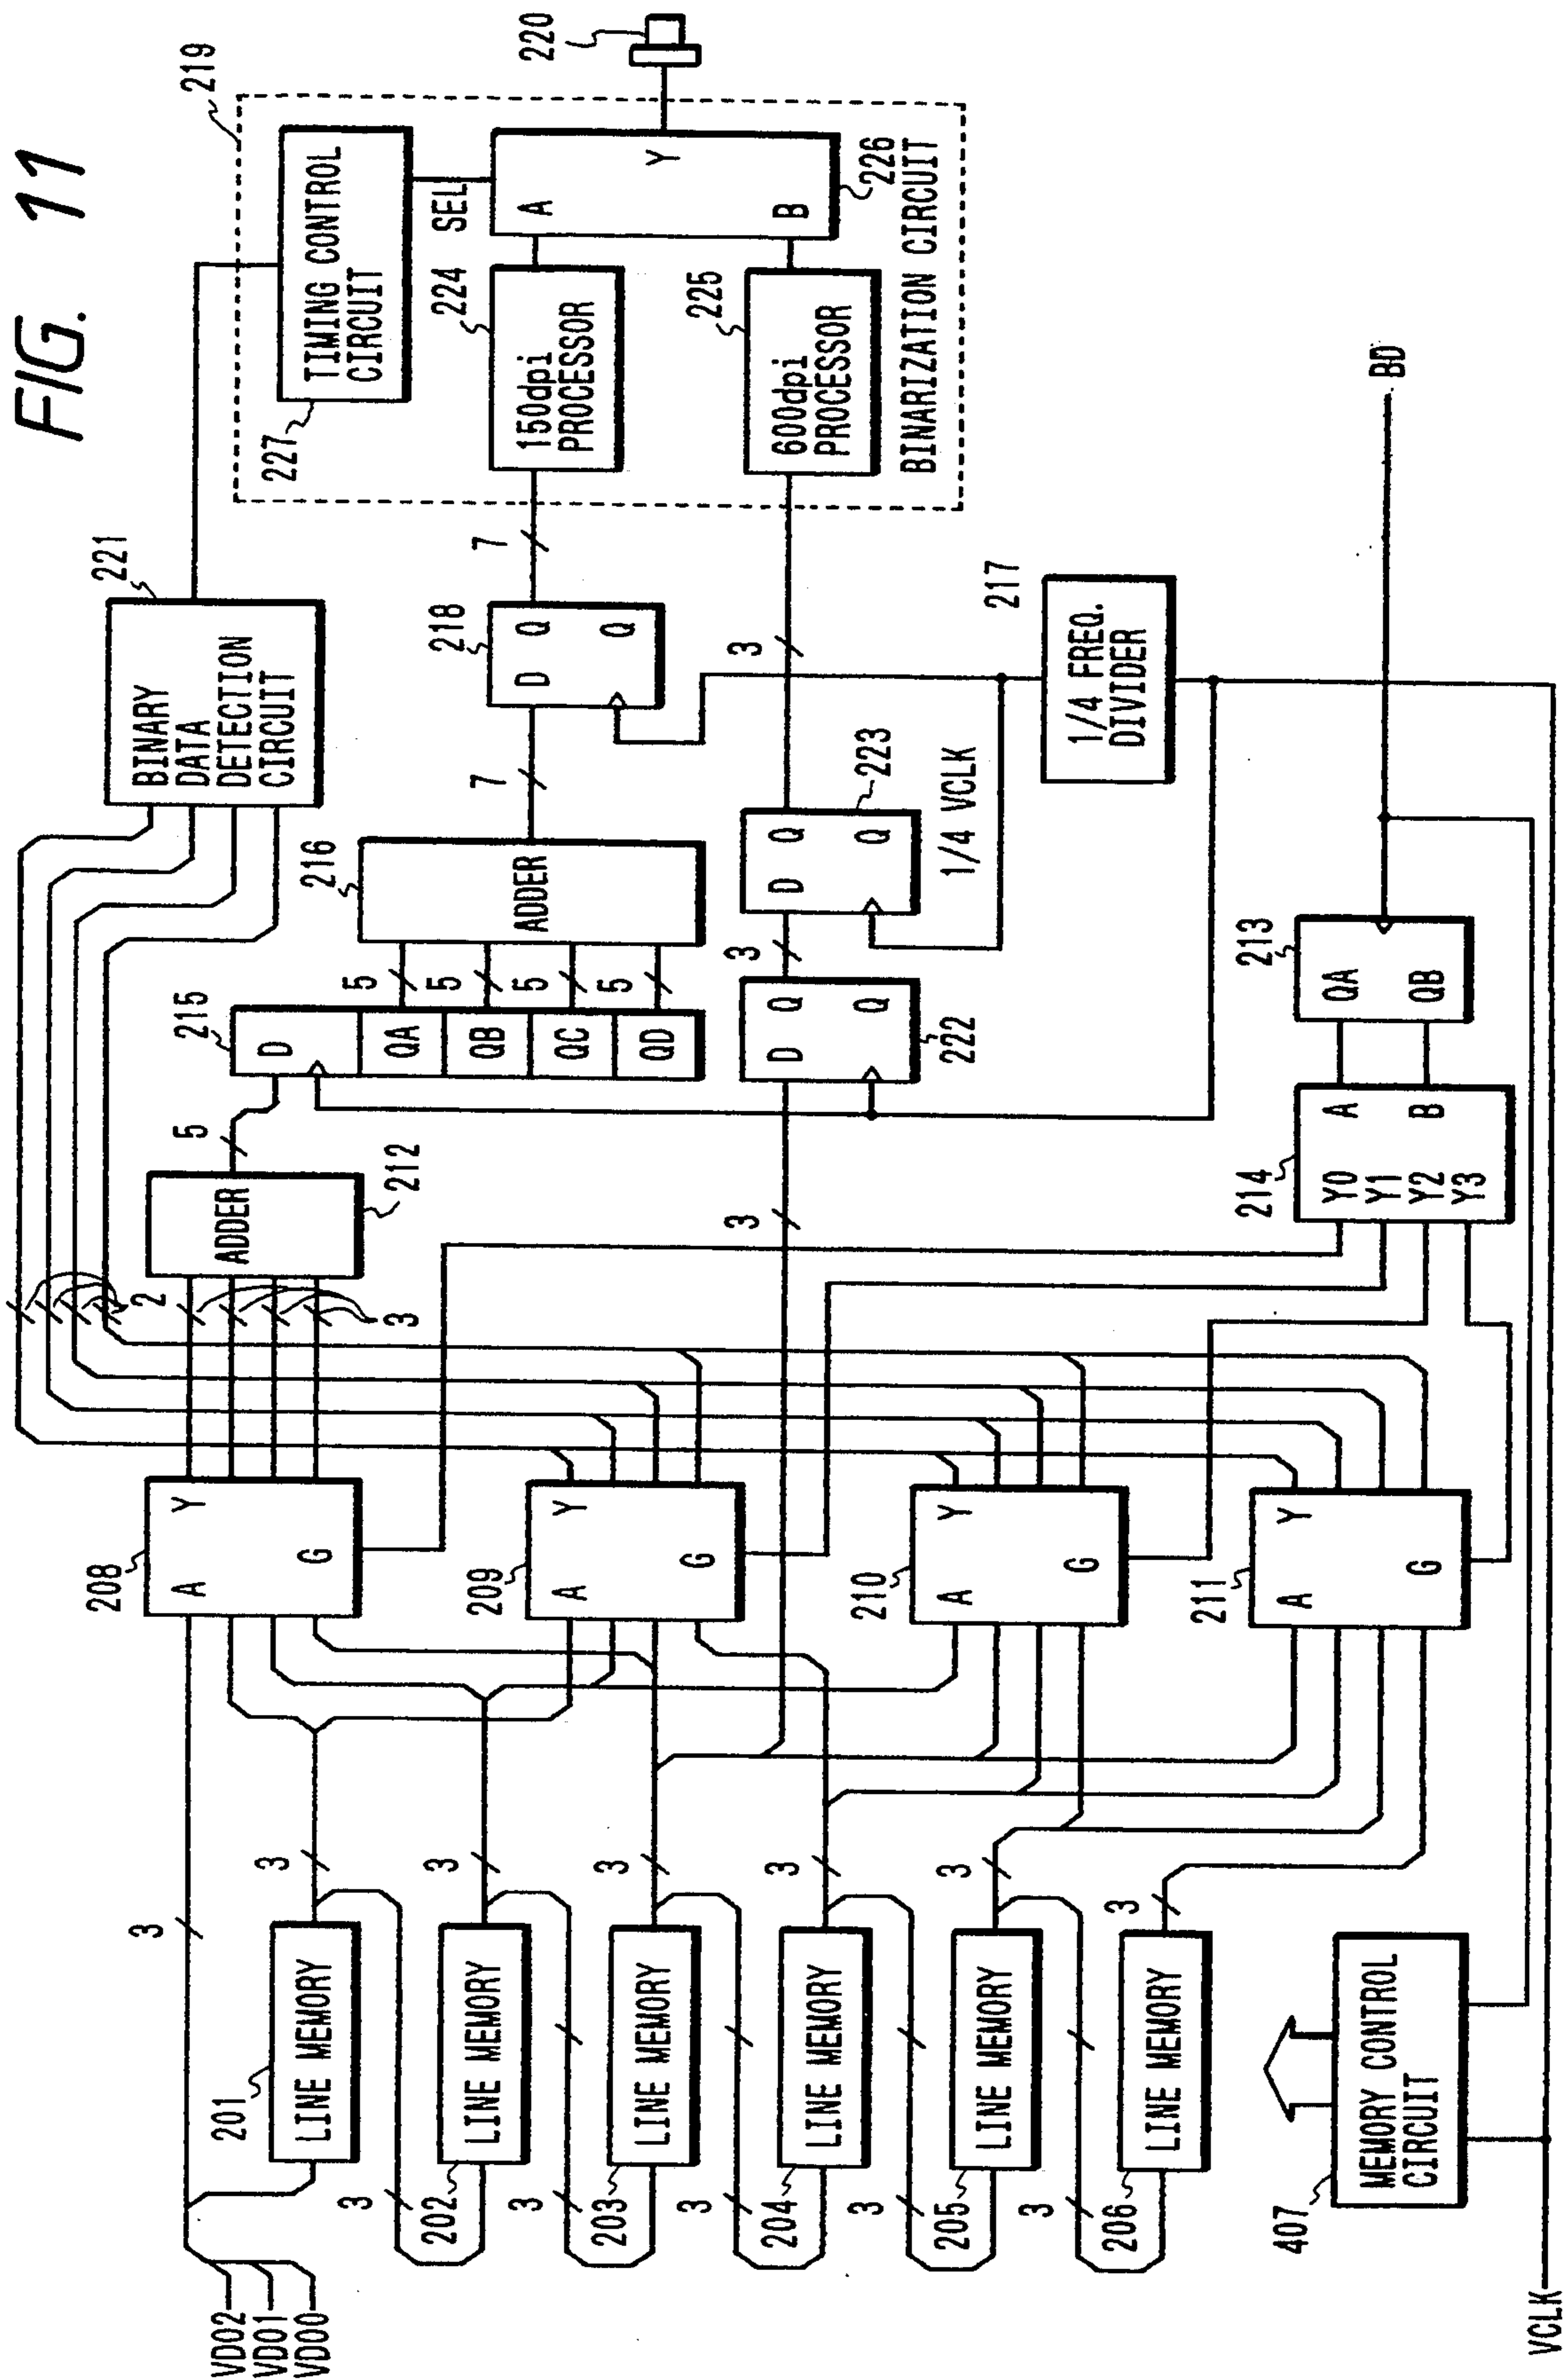 FIG. 11
VDO2
VDO1
VDO0
3
201
LINE MEMORY
3
3
202
LINE MEMORY
3
3
203
LINE MEMORY
3
3
204
LINE MEMORY
3
3
205
LINE MEMORY
3
3
206
LINE MEMORY
3
407
MEMORY CONTROL
CIRCUIT
VCLK
208
A
Y
G
209
A
Y
G
210
A
Y
G
211
A
Y
G
2
3
ADDER
212
5
3
214
Y0
Y1
Y2
Y3
A
B
213
QA
QB
BD
215
D
QA
QB
QC
QD
5
5
5
5
216
ADDER
7
222
D
Q
Q
3
223
D
Q
Q
1/4 VCLK
3
217
1/4 FREQ.
DIVIDER
218
D
Q
Q
7
221
BINARY
DATA
DETECTION
CIRCUIT
219
227
TIMING CONTROL
CIRCUIT
SEL
224
150dpi
PROCESSOR
225
600dpi
PROCESSOR
A
B
Y
226
BINARIZATION CIRCUIT
220